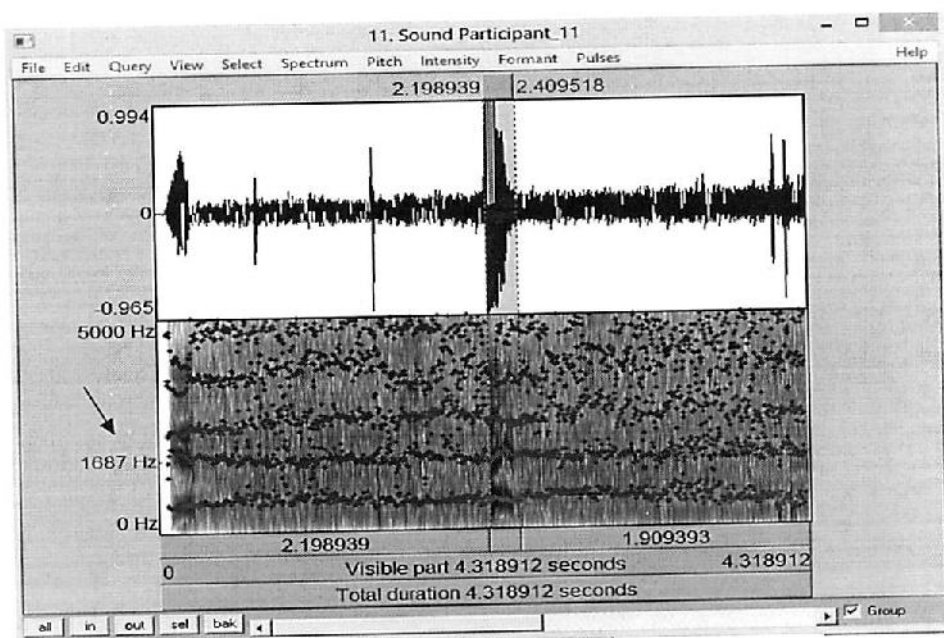 11. Sound Participant_11
File Edit Query View Select Spectrum Pitch Intensity Formant Pulses Help
2.198939 2.409518
0.994
0
-0.965
5000 Hz
1687 Hz
0 Hz
2.198939 1.909393
0 Visible part 4.318912 seconds 4.318912
Total duration 4.318912 seconds
all in out sel bak Group